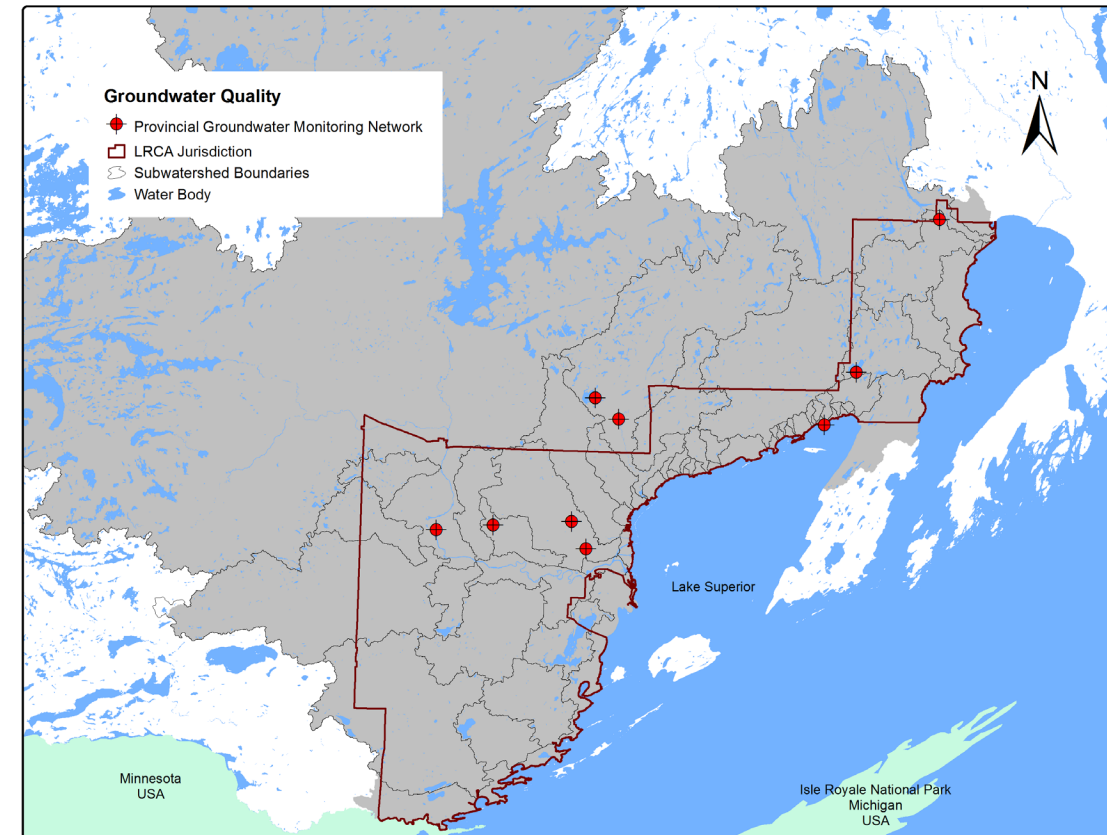 Groundwater Quality
Provincial Groundwater Monitoring Network
LRCA Jurisdiction
Subwatershed Boundaries
Water Body
N
Lake Superior
Minnesota
USA
Isle Royale National Park
Michigan
USA